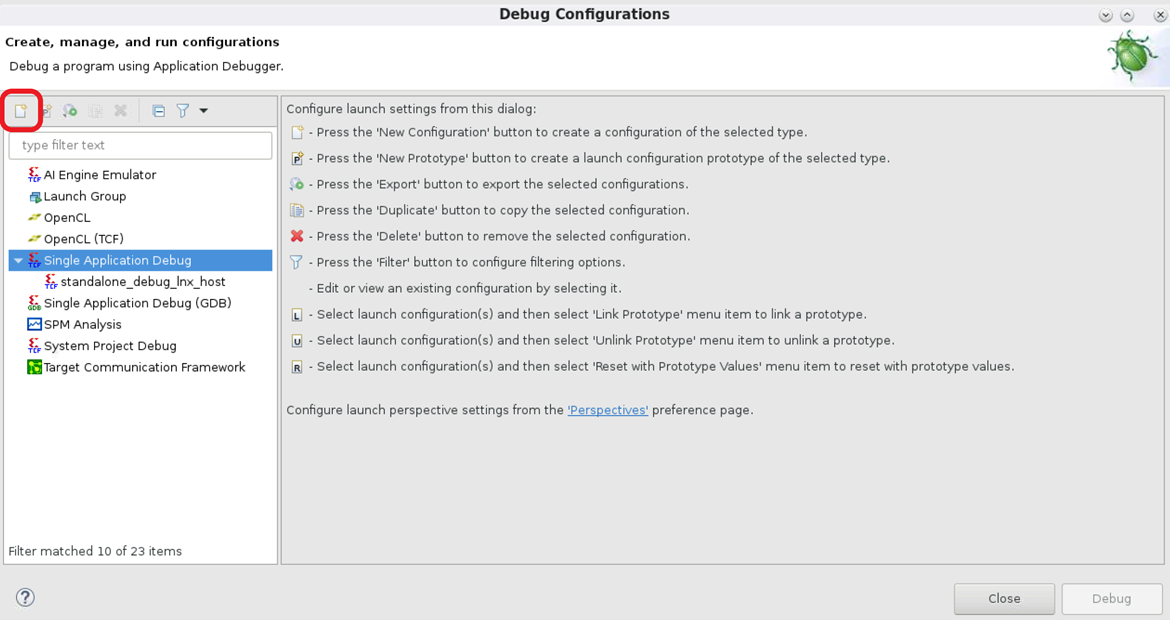 Debug Configurations
Create, manage, and run configurations
Debug a program using Application Debugger.
type filter text
AI Engine Emulator
Launch Group
OpenCL
OpenCL (TCF)
Single Application Debug
standalone_debug_lnx_host
Single Application Debug (GDB)
SPM Analysis
System Project Debug
Target Communication Framework
Filter matched 10 of 23 items
Configure launch settings from this dialog:
- Press the 'New Configuration' button to create a configuration of the selected type.
- Press the 'New Prototype' button to create a launch configuration prototype of the selected type.
- Press the 'Export' button to export the selected configurations.
- Press the 'Duplicate' button to copy the selected configuration.
- Press the 'Delete' button to remove the selected configuration.
- Press the 'Filter' button to configure filtering options.
- Edit or view an existing configuration by selecting it.
L - Select launch configuration(s) and then select 'Link Prototype' menu item to link a prototype.
U - Select launch configuration(s) and then select 'Unlink Prototype' menu item to unlink a prototype.
R - Select launch configuration(s) and then select 'Reset with Prototype Values' menu item to reset with prototype values.
Configure launch perspective settings from the 'Perspectives' preference page.
?
Close
Debug